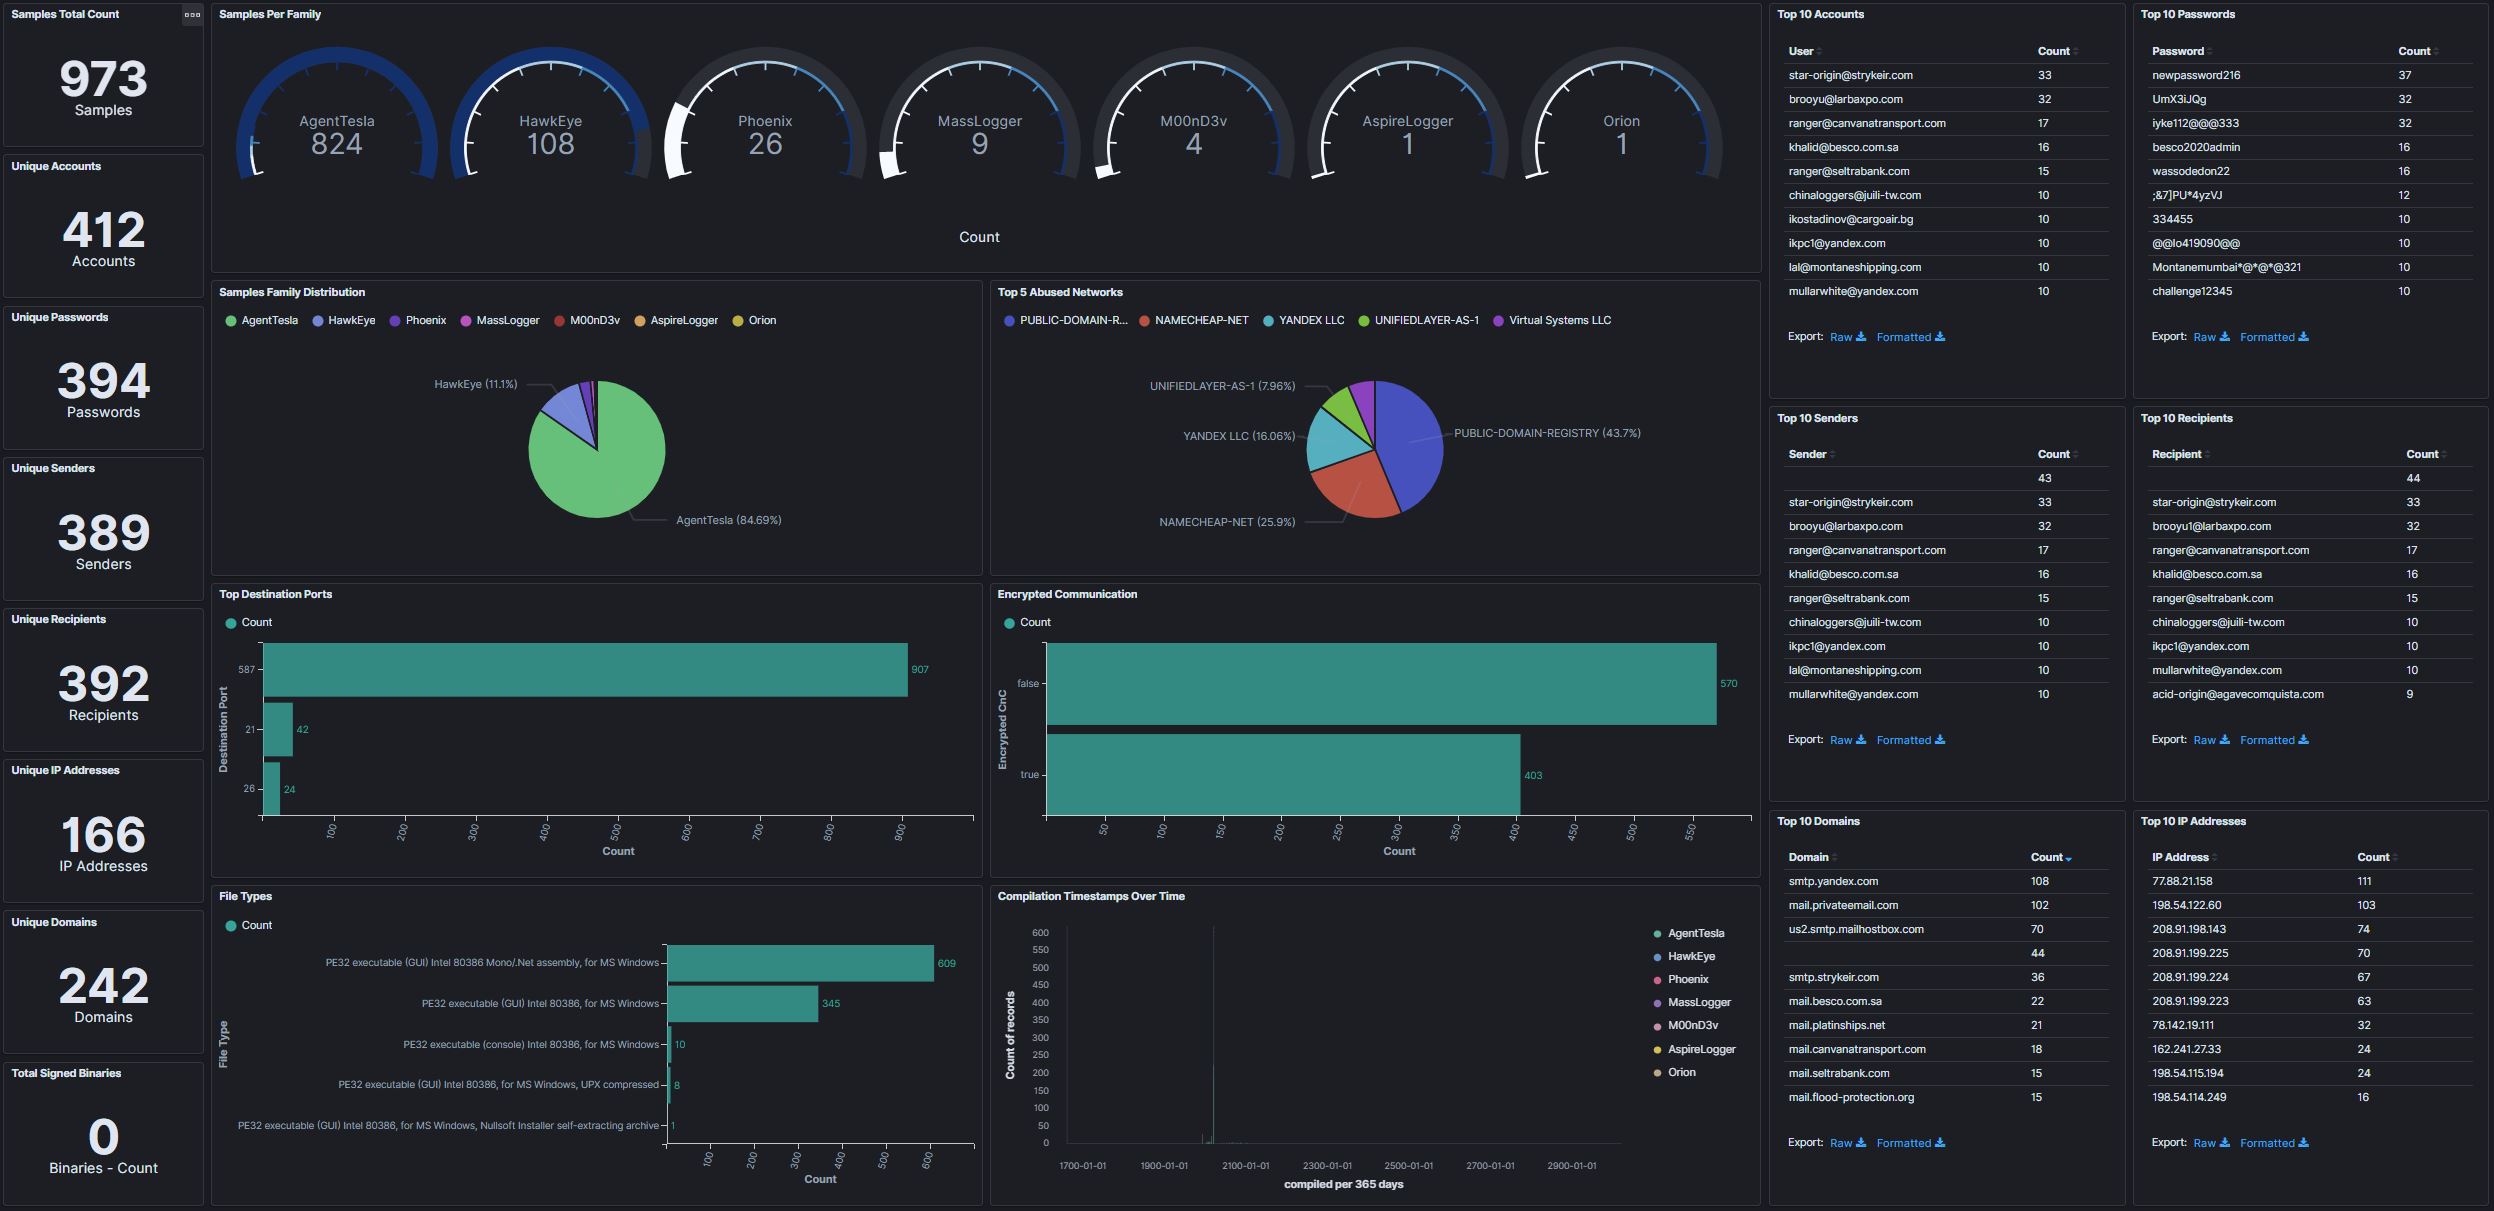 Samples Total Count
973
Samples
Unique Accounts
412
Accounts
Unique Passwords
394
Passwords
Unique Senders
389
Senders
Unique Recipients
392
Recipients
Unique IP Addresses
166
IP Addresses
Unique Domains
242
Domains
Total Signed Binaries
0
Binaries - Count
Samples Per Family
AgentTesla
824
HawkEye
108
Phoenix
26
MassLogger
9
M00nD3v
4
AspireLogger
1
Orion
1
Count
Samples Family Distribution
AgentTesla HawkEye Phoenix MassLogger M00nD3v AspireLogger Orion
HawkEye (11.1%)
AgentTesla (84.69%)
Top 5 Abused Networks
PUBLIC-DOMAIN-R... NAMECHEAP-NET YANDEX LLC UNIFIEDLAYER-AS-1 Virtual Systems LLC
UNIFIEDLAYER-AS-1 (7.96%)
YANDEX LLC (16.06%)
PUBLIC-DOMAIN-REGISTRY (43.7%)
NAMECHEAP-NET (25.9%)
Top Destination Ports
Count
Destination Port
587 907
21 42
26 24
100 200 300 400 500 600 700 800 900
Count
Encrypted Communication
Count
Encrypted CnC
false 570
true 403
50 100 150 200 250 300 350 400 450 500 550
Count
File Types
Count
File Type
PE32 executable (GUI) Intel 80386 Mono/.Net assembly, for MS Windows 609
PE32 executable (GUI) Intel 80386, for MS Windows 345
PE32 executable (console) Intel 80386, for MS Windows 10
PE32 executable (GUI) Intel 80386, for MS Windows, UPX compressed 8
PE32 executable (GUI) Intel 80386, for MS Windows, Nullsoft Installer self-extracting archive 1
100 200 300 400 500 600
Count
Compilation Timestamps Over Time
Count of records
600
550
500
450
400
350
300
250
200
150
100
50
0
1700-01-01 1900-01-01 2100-01-01 2300-01-01 2500-01-01 2700-01-01 2900-01-01
compiled per 365 days
AgentTesla
HawkEye
Phoenix
MassLogger
M00nD3v
AspireLogger
Orion
Top 10 Accounts
User Count
star-origin@strykeir.com 33
brooyu@larbaxpo.com 32
ranger@canvanatransport.com 17
khalid@besco.com.sa 16
ranger@seltrabank.com 15
chinaloggers@juili-tw.com 10
ikostadinov@cargoair.bg 10
ikpc1@yandex.com 10
lal@montaneshipping.com 10
mullarwhite@yandex.com 10
Export: Raw Formatted
Top 10 Passwords
Password Count
newpassword216 37
UmX3iJQg 32
iyke112@@@333 32
besco2020admin 16
wassodedon22 16
;&7]PU*4yzVJ 12
334455 10
@@Io419090@@ 10
Montanemumbai*@*@*@321 10
challenge12345 10
Export: Raw Formatted
Top 10 Senders
Sender Count
43
star-origin@strykeir.com 33
brooyu@larbaxpo.com 32
ranger@canvanatransport.com 17
khalid@besco.com.sa 16
ranger@seltrabank.com 15
chinaloggers@juili-tw.com 10
ikpc1@yandex.com 10
lal@montaneshipping.com 10
mullarwhite@yandex.com 10
Export: Raw Formatted
Top 10 Recipients
Recipient Count
44
star-origin@strykeir.com 33
brooyu1@larbaxpo.com 32
ranger@canvanatransport.com 17
khalid@besco.com.sa 16
ranger@seltrabank.com 15
chinaloggers@juili-tw.com 10
ikpc1@yandex.com 10
mullarwhite@yandex.com 10
acid-origin@agavecomquista.com 9
Export: Raw Formatted
Top 10 Domains
Domain Count
smtp.yandex.com 108
mail.privateemail.com 102
us2.smtp.mailhostbox.com 70
44
smtp.strykeir.com 36
mail.besco.com.sa 22
mail.platinships.net 21
mail.canvanatransport.com 18
mail.seltrabank.com 15
mail.flood-protection.org 15
Export: Raw Formatted
Top 10 IP Addresses
IP Address Count
77.88.21.158 111
198.54.122.60 103
208.91.198.143 74
208.91.199.225 70
208.91.199.224 67
208.91.199.223 63
78.142.19.111 32
162.241.27.33 24
198.54.115.194 24
198.54.114.249 16
Export: Raw Formatted